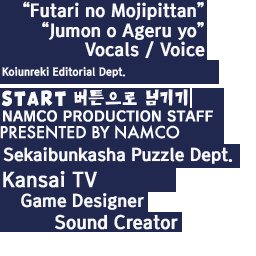 “Futari no Mojipittan”
“Jumon o Ageru yo”
Vocals / Voice
Koiunreki Editorial Dept.
START 버튼으로 넘기기
NAMCO PRODUCTION STAFF
PRESENTED BY NAMCO
Sekaibunkasha Puzzle Dept.
Kansai TV
Game Designer
Sound Creator